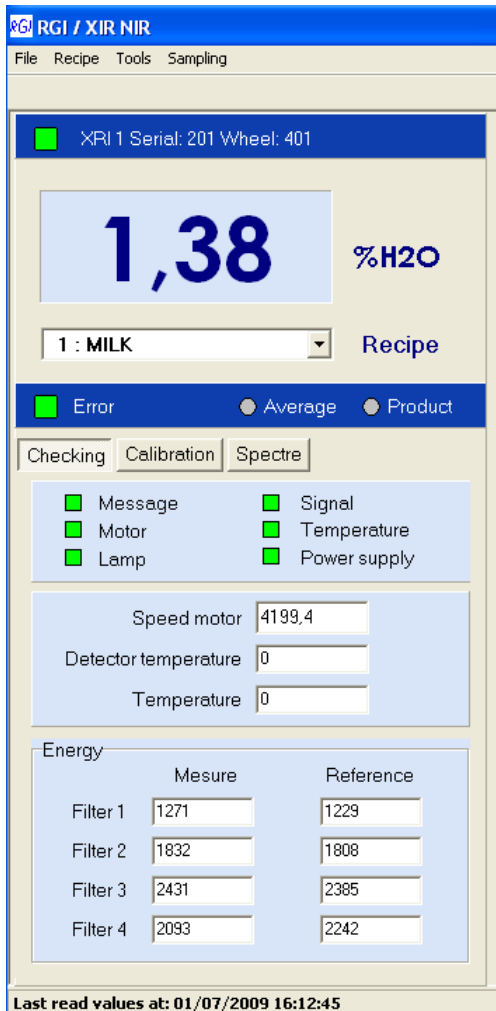 RGI RGI / XIR NIR
File Recipe Tools Sampling
XRI 1 Serial: 201 Wheel: 401
1,38 %H2O
1 : MILK Recipe
Error Average Product
Checking Calibration Spectre
Message Signal
Motor Temperature
Lamp Power supply
Speed motor 4199,4
Detector temperature 0
Temperature 0
Energy
Mesure Reference
Filter 1 1271 1229
Filter 2 1832 1808
Filter 3 2431 2385
Filter 4 2093 2242
Last read values at: 01/07/2009 16:12:45